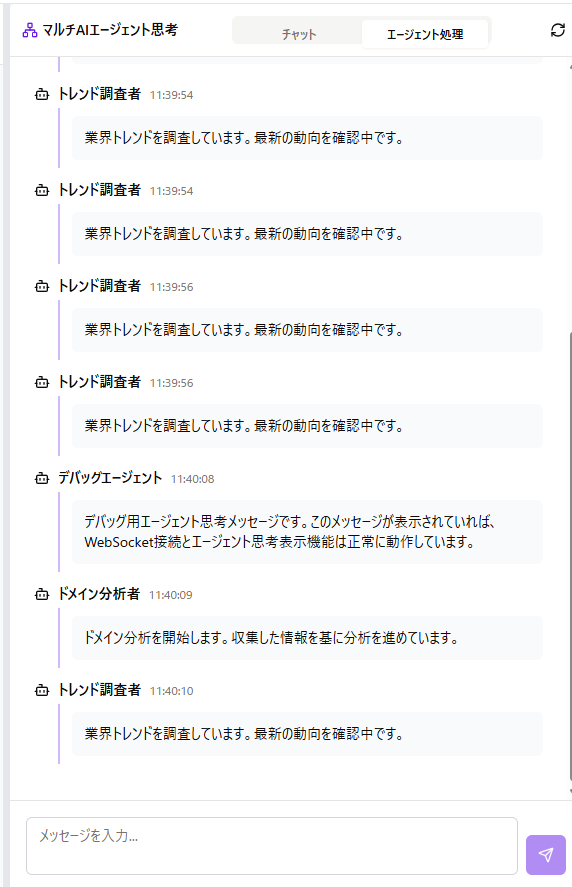 マルチAIエージェント思考
チャット
エージェント処理
トレンド調査者 11:39:54
業界トレンドを調査しています。最新の動向を確認中です。
トレンド調査者 11:39:54
業界トレンドを調査しています。最新の動向を確認中です。
トレンド調査者 11:39:56
業界トレンドを調査しています。最新の動向を確認中です。
トレンド調査者 11:39:56
業界トレンドを調査しています。最新の動向を確認中です。
デバッグエージェント 11:40:08
デバッグ用エージェント思考メッセージです。このメッセージが表示されていれば、
WebSocket接続とエージェント思考表示機能は正常に動作しています。
ドメイン分析者 11:40:09
ドメイン分析を開始します。収集した情報を基に分析を進めています。
トレンド調査者 11:40:10
業界トレンドを調査しています。最新の動向を確認中です。
メッセージを入力...